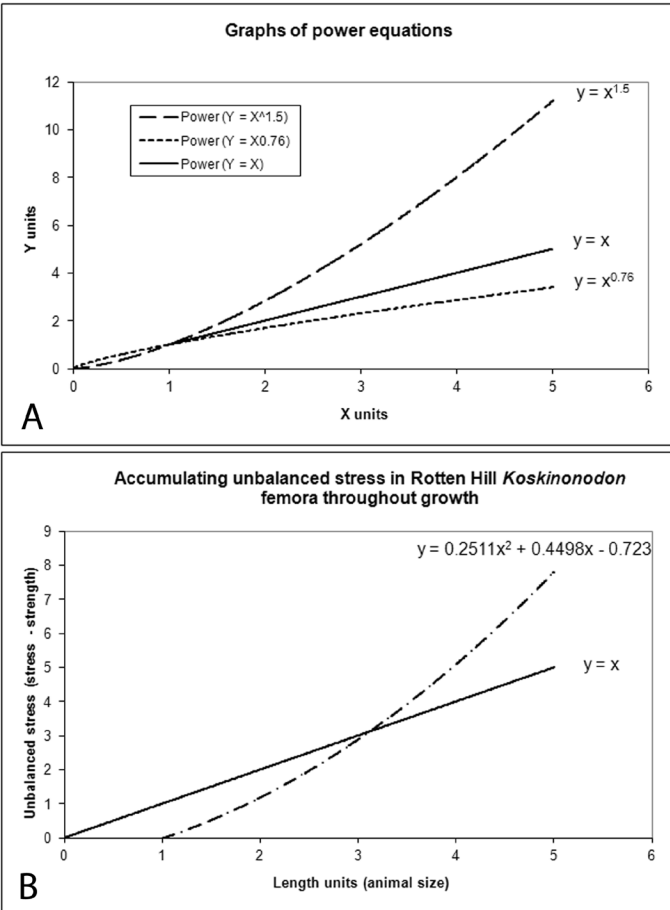 Graphs of power equations
12
10
8
6
4
2
0
Y units
Power (Y = X^1.5)
Power (Y = X0.76)
Power (Y = X)
y = x^1.5
y = x
y = x^0.76
0 1 2 3 4 5 6
X units
A
Accumulating unbalanced stress in Rotten Hill Koskinonodon
femora throughout growth
9
8
7
6
5
4
3
2
1
0
Unbalanced stress (stress - strength)
y = 0.2511x² + 0.4498x - 0.723
y = x
0 1 2 3 4 5 6
Length units (animal size)
B